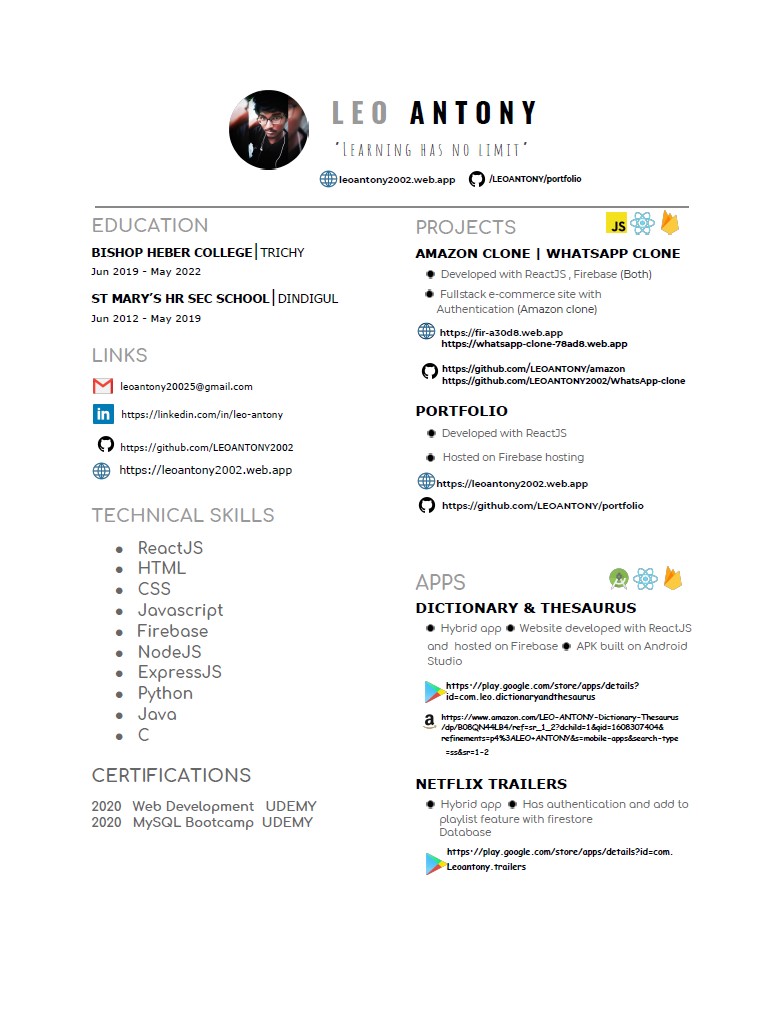 LEO ANTONY
"LEARNING HAS NO LIMIT"
leoantony2002.web.app /LEOANTONY/portfolio
EDUCATION
BISHOP HEBER COLLEGE|TRICHY
Jun 2019 - May 2022
ST MARY'S HR SEC SCHOOL|DINDIGUL
Jun 2012 - May 2019
LINKS
leoantony20025@gmail.com
in https://linkedin.com/in/leo-antony
https://github.com/LEOANTONY2002
https://leoantony2002.web.app
TECHNICAL SKILLS
● ReactJS
● HTML
● CSS
● Javascript
● Firebase
● NodeJS
● ExpressJS
● Python
● Java
● C
CERTIFICATIONS
2020 Web Development UDEMY
2020 MySQL Bootcamp UDEMY
PROJECTS JS
AMAZON CLONE | WHATSAPP CLONE
● Developed with ReactJS , Firebase (Both)
● Fullstack e-commerce site with
Authentication (Amazon clone)
https://fir-a30d8.web.app
https://whatsapp-clone-78ad8.web.app
https://github.com/LEOANTONY/amazon
https://github.com/LEOANTONY2002/WhatsApp-clone
PORTFOLIO
● Developed with ReactJS
● Hosted on Firebase hosting
https://leoantony2002.web.app
https://github.com/LEOANTONY/portfolio
APPS
DICTIONARY & THESAURUS
● Hybrid app ● Website developed with ReactJS
and hosted on Firebase ● APK built on Android
Studio
https://play.google.com/store/apps/details?
id=com.leo.dictionaryandthesaurus
a https://www.amazon.com/LEO-ANTONY-Dictionary-Thesaurus
/dp/B08QN44LB4/ref=sr_1_2?dchild=1&qid=1608307404&
refinements=p4%3ALEO+ANTONY&s=mobile-apps&search-type
=ss&sr=1-2
NETFLIX TRAILERS
● Hybrid app ● Has authentication and add to
playlist feature with firestore
Database
https://play.google.com/store/apps/details?id=com.
Leoantony.trailers